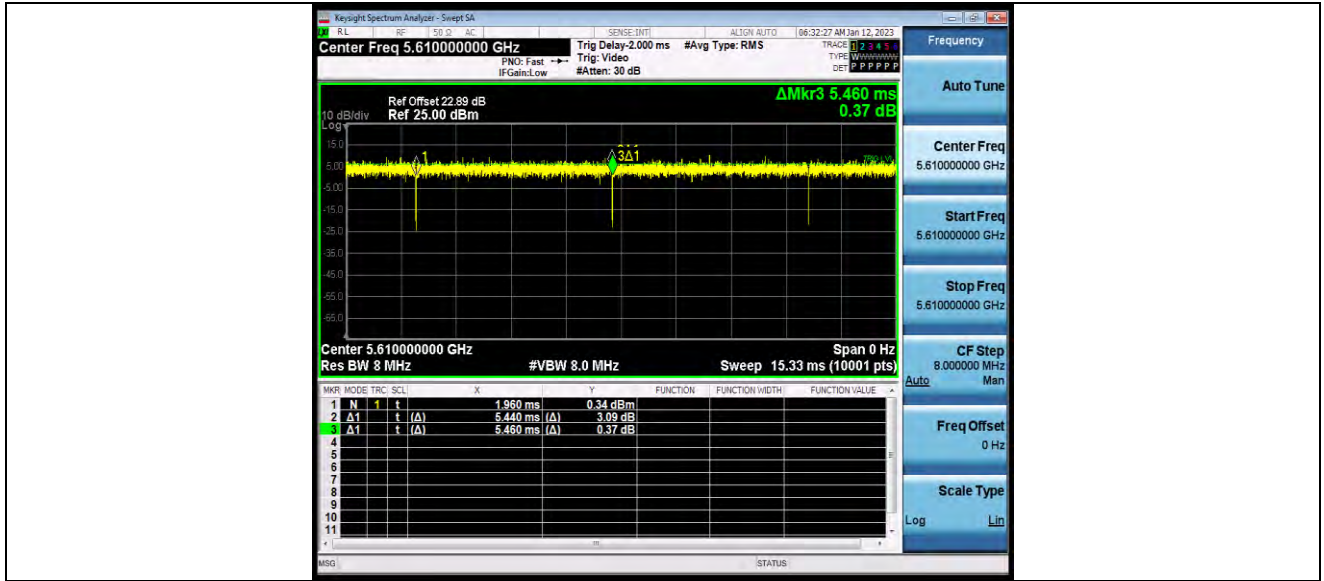 Keysight Spectrum Analyzer - Swept SA
RL RF 50 Ω AC SENSE:INT ALIGN AUTO 06:32:27 AM Jan 12, 2023
Center Freq 5.610000000 GHz
Trig Delay-2.000 ms #Avg Type: RMS
TRACE 1 2 3 4 5 6
PNO: Fast Trig: Video
TYPE WWWWWW
IFGain:Low #Atten: 30 dB
DET P P P P P P
ΔMkr3 5.460 ms
0.37 dB
Ref Offset 22.89 dB
10 dB/div Ref 25.00 dBm
Log
15.0
5.00
-5.00
-15.0
-25.0
-35.0
-45.0
-55.0
-65.0
1
3Δ1
TRIG LVL
Center 5.610000000 GHz Span 0 Hz
Res BW 8 MHz #VBW 8.0 MHz Sweep 15.33 ms (10001 pts)
MKR MODE TRC SCL X Y FUNCTION FUNCTION WIDTH FUNCTION VALUE
1 N 1 t 1.960 ms 0.34 dBm
2 Δ1 t (Δ) 5.440 ms (Δ) 3.09 dB
3 Δ1 t (Δ) 5.460 ms (Δ) 0.37 dB
4
5
6
7
8
9
10
11
MSG STATUS
Frequency
Auto Tune
Center Freq
5.610000000 GHz
Start Freq
5.610000000 GHz
Stop Freq
5.610000000 GHz
CF Step
8.000000 MHz
Auto Man
Freq Offset
0 Hz
Scale Type
Log Lin